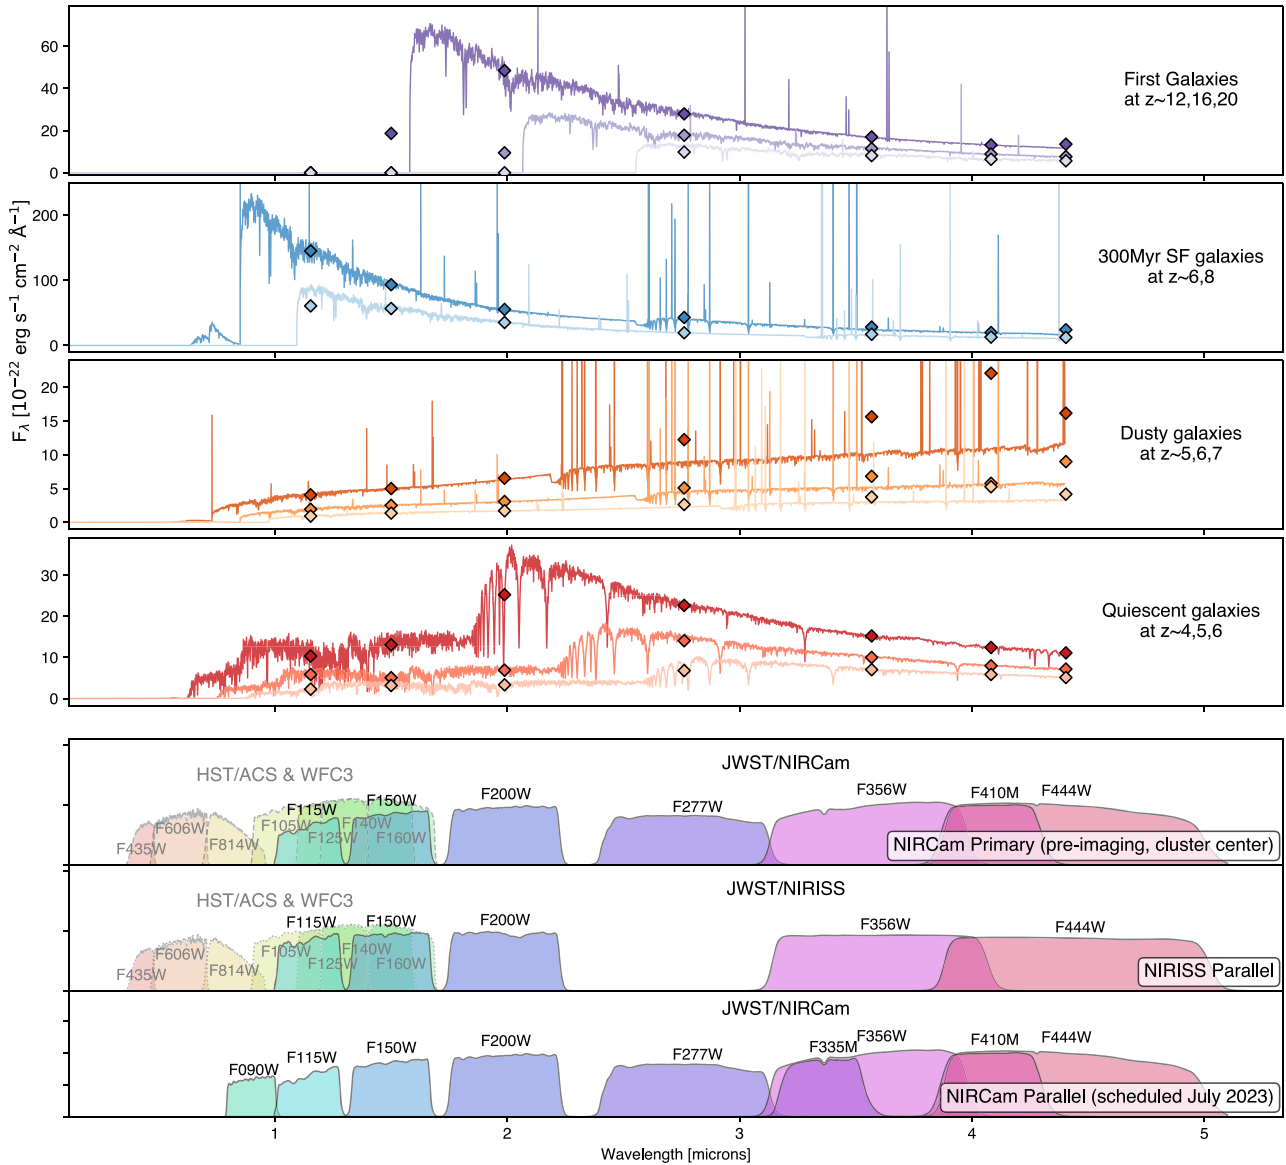 60
40
20
0
First Galaxies
at z~12,16,20
200
100
0
300Myr SF galaxies
at z~6,8
Fλ [10−22 erg s−1 cm−2 Å−1]
20
15
10
5
0
Dusty galaxies
at z~5,6,7
30
20
10
0
Quiescent galaxies
at z~4,5,6
HST/ACS & WFC3
JWST/NIRCam
F435W
F606W
F814W
F105W
F115W
F125W
F140W
F150W
F160W
F200W
F277W
F356W
F410M
F444W
NIRCam Primary (pre-imaging, cluster center)
HST/ACS & WFC3
JWST/NIRISS
F435W
F606W
F814W
F105W
F115W
F125W
F140W
F150W
F160W
F200W
F356W
F444W
NIRISS Parallel
JWST/NIRCam
F090W
F115W
F150W
F200W
F277W
F335M
F356W
F410M
F444W
NIRCam Parallel (scheduled July 2023)
1
2
3
4
5
Wavelength [microns]